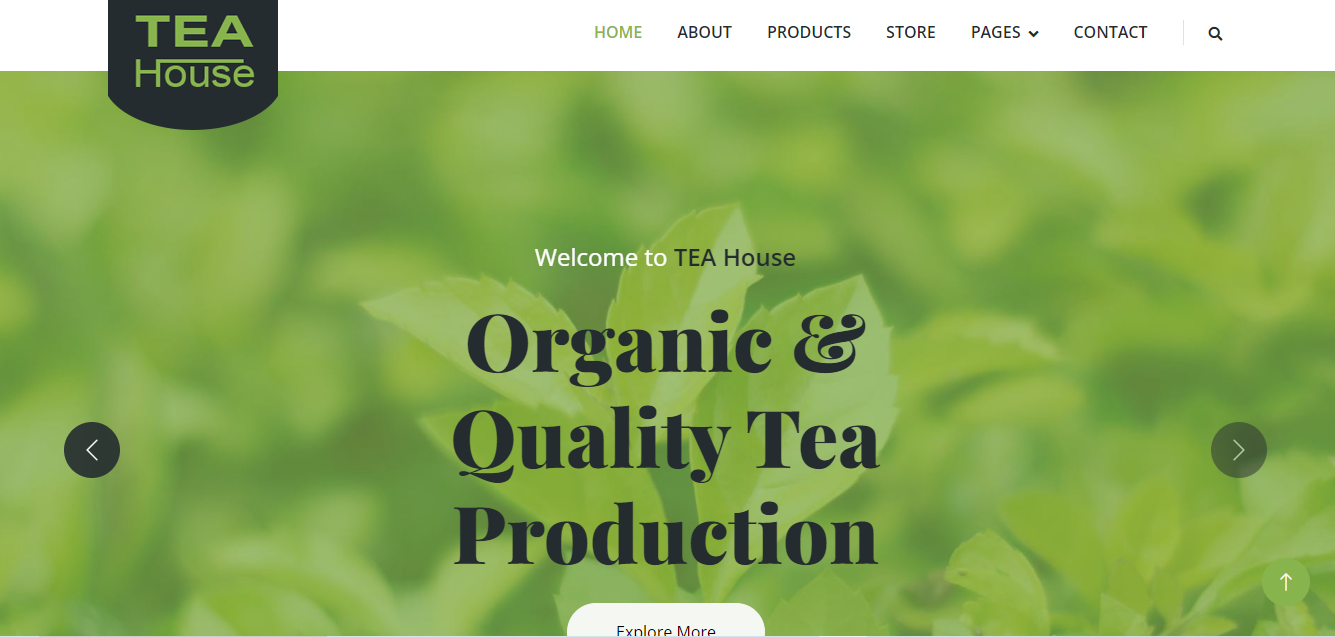 TEA
House
HOME ABOUT PRODUCTS STORE PAGES CONTACT
Welcome to TEA House
Organic &
Quality Tea
Production
Explore More